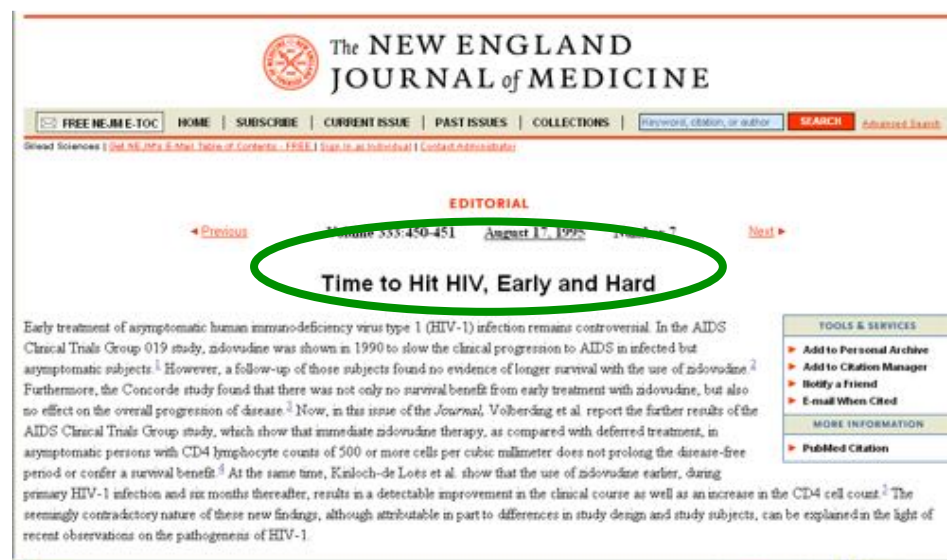 The NEW ENGLAND
JOURNAL of MEDICINE
FREE NEJM E-TOC HOME | SUBSCRIBE | CURRENT ISSUE | PAST ISSUES | COLLECTIONS | Keyword, citation, or author SEARCH Advanced Search
Gilead Sciences | Get NEJM's E-Mail Table of Contents - FREE | Sign In as Individual | Contact Administrator
EDITORIAL
Previous Volume 333:450-451 August 17, 1995 Number 7 Next
Time to Hit HIV, Early and Hard
Early treatment of asymptomatic human immunodeficiency virus type 1 (HIV-1) infection remains controversial. In the AIDS
Clinical Trials Group 019 study, zidovudine was shown in 1990 to slow the clinical progression to AIDS in infected but
asymptomatic subjects.1 However, a follow-up of those subjects found no evidence of longer survival with the use of zidovudine.2
Furthermore, the Concorde study found that there was not only no survival benefit from early treatment with zidovudine, but also
no effect on the overall progression of disease.3 Now, in this issue of the Journal, Volberding et al. report the further results of the
AIDS Clinical Trials Group study, which show that immediate zidovudine therapy, as compared with deferred treatment, in
asymptomatic persons with CD4 lymphocyte counts of 500 or more cells per cubic millimeter does not prolong the disease-free
period or confer a survival benefit.4 At the same time, Kinloch-de Loës et al. show that the use of zidovudine earlier, during
primary HIV-1 infection and six months thereafter, results in a detectable improvement in the clinical course as well as an increase in the CD4 cell count.5 The
seemingly contradictory nature of these new findings, although attributable in part to differences in study design and study subjects, can be explained in the light of
recent observations on the pathogenesis of HIV-1.
TOOLS & SERVICES
Add to Personal Archive
Add to Citation Manager
Notify a Friend
E-mail When Cited
MORE INFORMATION
PubMed Citation